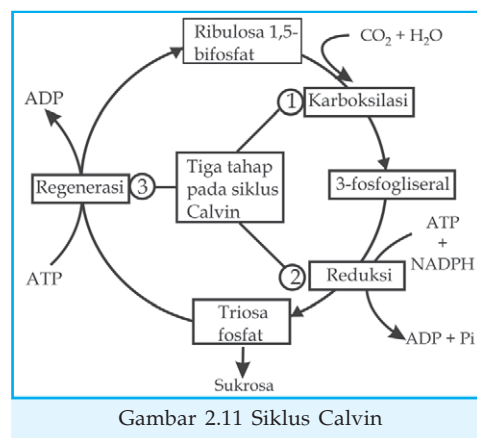 Ribulosa 1,5-
bifosfat
CO₂ + H₂O
ADP
1
Karboksilasi
Tiga tahap
pada siklus
Calvin
Regenerasi
3
3-fosfogliseral
ATP
+
NADPH
2
Reduksi
ATP
Triosa
fosfat
ADP + Pi
Sukrosa
Gambar 2.11 Siklus Calvin